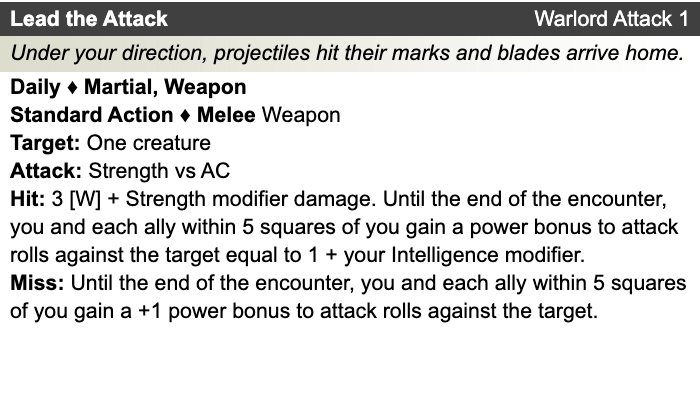 Lead the Attack Warlord Attack 1
Under your direction, projectiles hit their marks and blades arrive home.
Daily ♦ Martial, Weapon
Standard Action ♦ Melee Weapon
Target: One creature
Attack: Strength vs AC
Hit: 3 [W] + Strength modifier damage. Until the end of the encounter,
you and each ally within 5 squares of you gain a power bonus to attack
rolls against the target equal to 1 + your Intelligence modifier.
Miss: Until the end of the encounter, you and each ally within 5 squares
of you gain a +1 power bonus to attack rolls against the target.